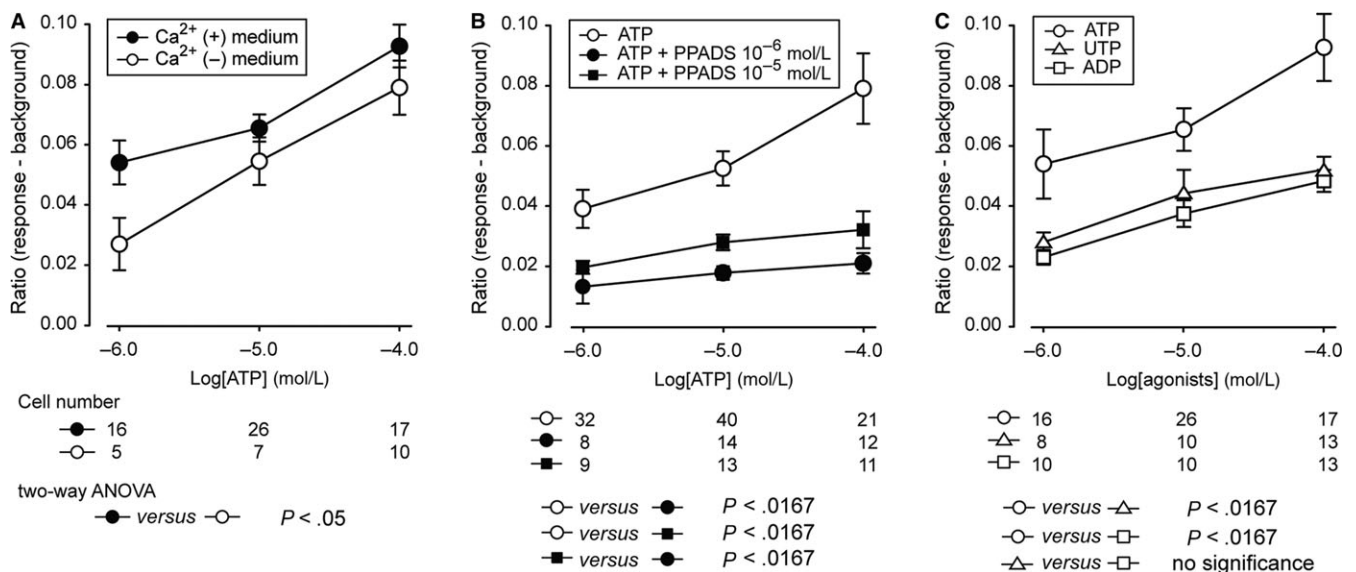 A
Ca2+ (+) medium
Ca2+ (–) medium
Ratio (response - background)
0.10
0.08
0.06
0.04
0.02
0.00
–6.0 –5.0 –4.0
Log[ATP] (mol/L)
Cell number
16 26 17
5 7 10
two-way ANOVA
versus P < .05
B
ATP
ATP + PPADS 10–6 mol/L
ATP + PPADS 10–5 mol/L
Ratio (response - background)
0.10
0.08
0.06
0.04
0.02
0.00
–6.0 –5.0 –4.0
Log[ATP] (mol/L)
32 40 21
8 14 12
9 13 11
versus P < .0167
versus P < .0167
versus P < .0167
C
ATP
UTP
ADP
Ratio (response - background)
0.10
0.08
0.06
0.04
0.02
0.00
–6.0 –5.0 –4.0
Log[agonists] (mol/L)
16 26 17
8 10 13
10 10 13
versus P < .0167
versus P < .0167
versus no significance